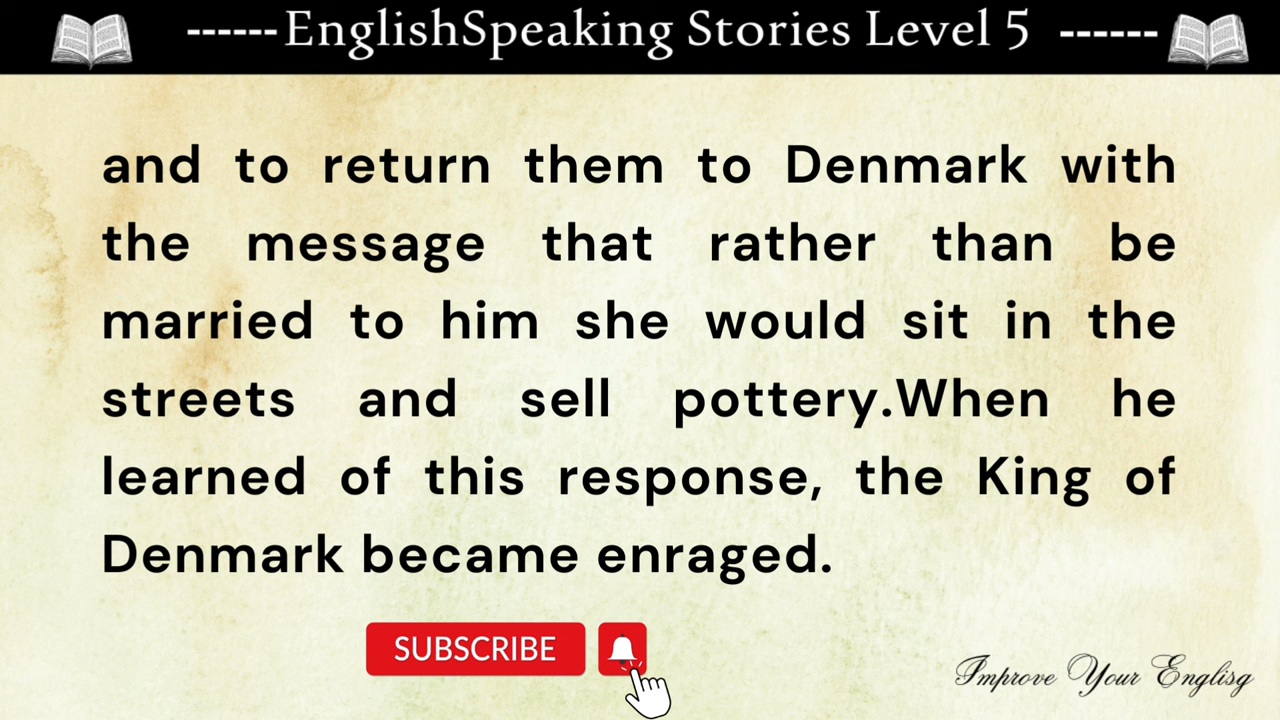 ------EnglishSpeaking Stories Level 5 ------
and to return them to Denmark with
the message that rather than be
married to him she would sit in the
streets and sell pottery.When he
learned of this response, the King of
Denmark became enraged.
SUBSCRIBE
Improve Your Englisg